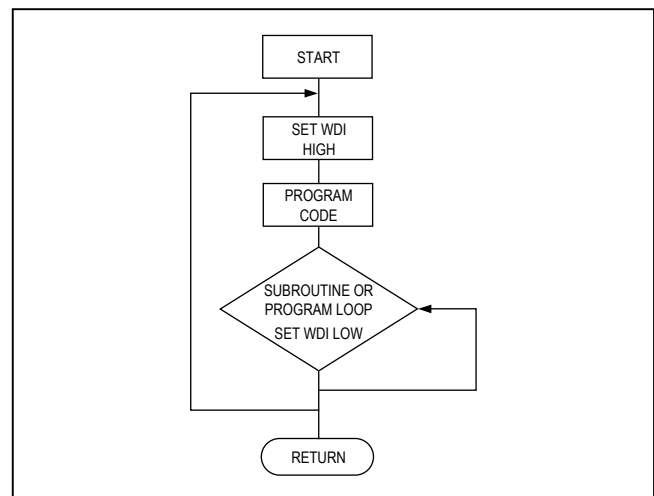 START
SET WDI
HIGH
PROGRAM
CODE
SUBROUTINE OR
PROGRAM LOOP
SET WDI LOW
RETURN